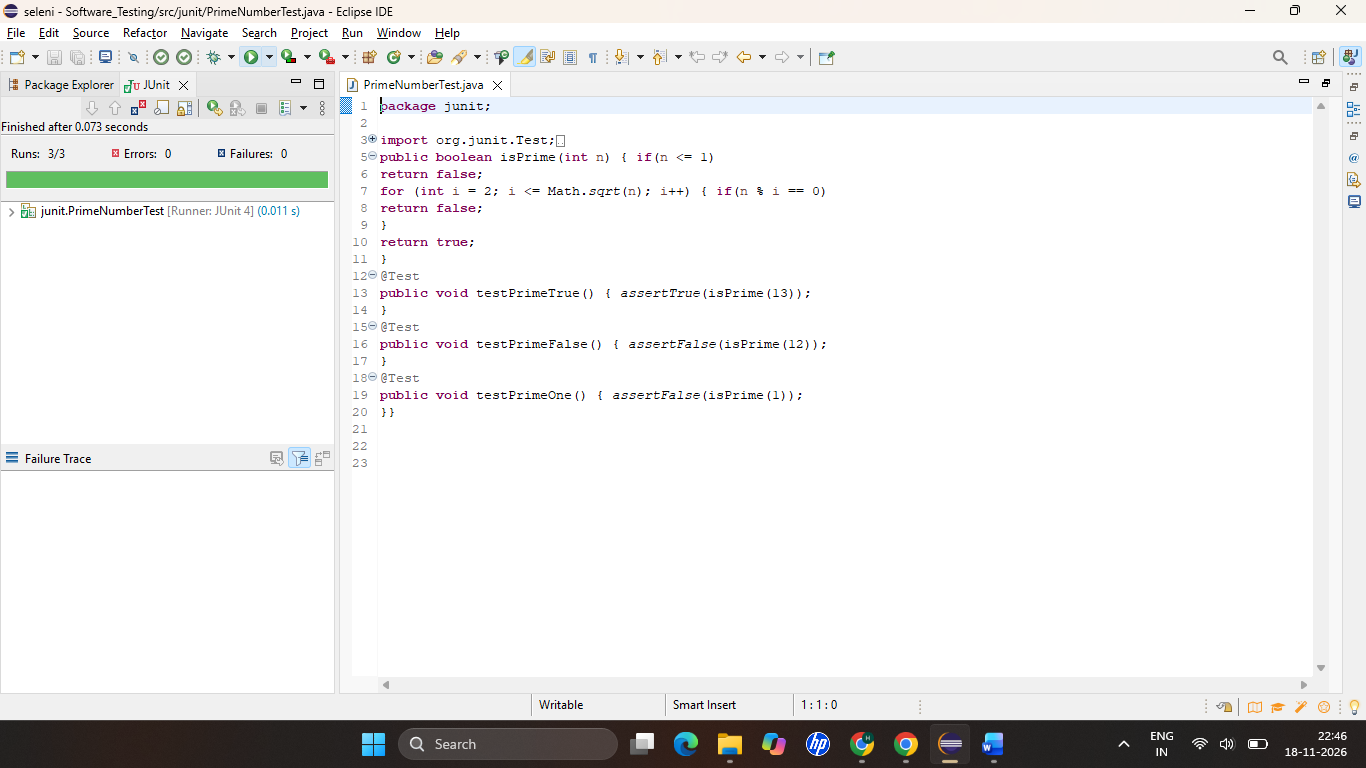 seleni - Software_Testing/src/junit/PrimeNumberTest.java - Eclipse IDE
File Edit Source Refactor Navigate Search Project Run Window Help
Package Explorer JUnit
Finished after 0.073 seconds
Runs: 3/3 Errors: 0 Failures: 0
junit.PrimeNumberTest [Runner: JUnit 4] (0.011 s)
Failure Trace
PrimeNumberTest.java
1 package junit;
2
3 import org.junit.Test;
5 public boolean isPrime(int n) { if(n <= 1)
6 return false;
7 for (int i = 2; i <= Math.sqrt(n); i++) { if(n % i == 0)
8 return false;
9 }
10 return true;
11 }
12 @Test
13 public void testPrimeTrue() { assertTrue(isPrime(13));
14 }
15 @Test
16 public void testPrimeFalse() { assertFalse(isPrime(12));
17 }
18 @Test
19 public void testPrimeOne() { assertFalse(isPrime(1));
20 }}
21
22
23
Writable Smart Insert 1 : 1 : 0
Search
ENG
IN
22:46
18-11-2026